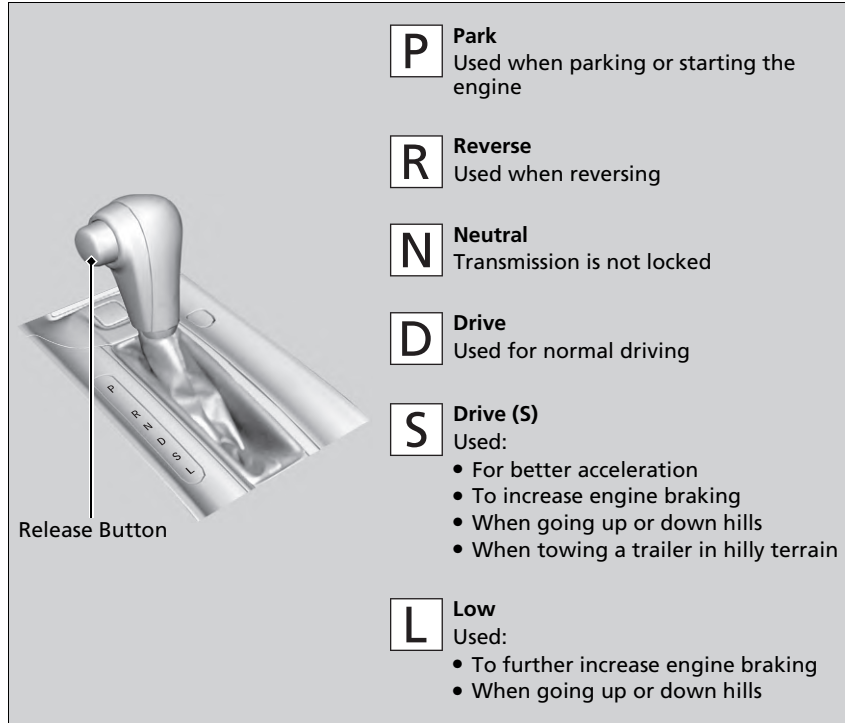 P
Park
Used when parking or starting the
engine
R
Reverse
Used when reversing
N
Neutral
Transmission is not locked
D
Drive
Used for normal driving
S
Drive (S)
Used:
• For better acceleration
• To increase engine braking
• When going up or down hills
• When towing a trailer in hilly terrain
L
Low
Used:
• To further increase engine braking
• When going up or down hills
P
R
N
D
S
L
Release Button